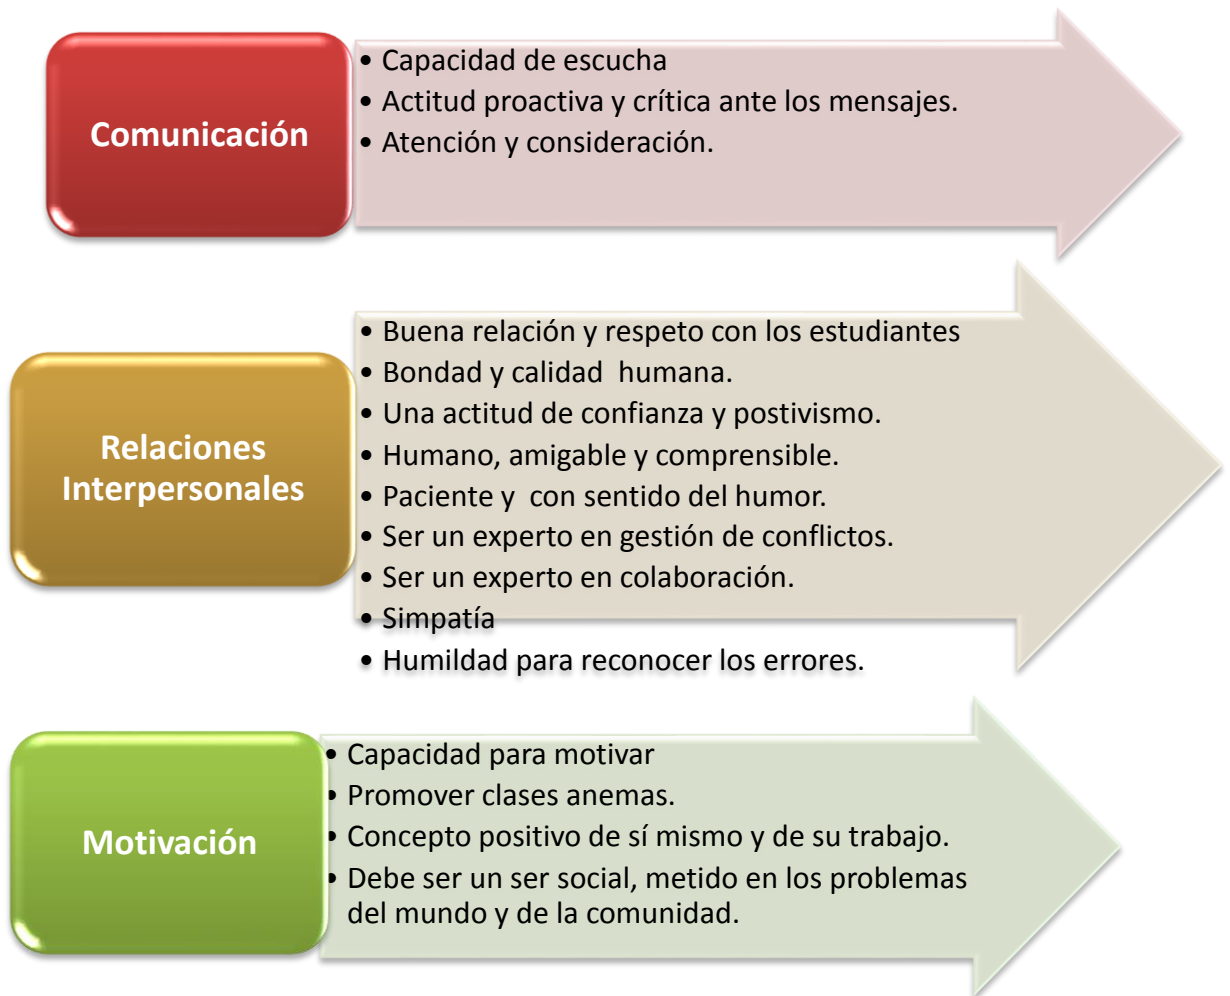 Comunicación
• Capacidad de escucha
• Actitud proactiva y crítica ante los mensajes.
• Atención y consideración.
Relaciones
Interpersonales
• Buena relación y respeto con los estudiantes
• Bondad y calidad humana.
• Una actitud de confianza y postivismo.
• Humano, amigable y comprensible.
• Paciente y con sentido del humor.
• Ser un experto en gestión de conflictos.
• Ser un experto en colaboración.
• Simpatía
• Humildad para reconocer los errores.
Motivación
• Capacidad para motivar
• Promover clases anemas.
• Concepto positivo de sí mismo y de su trabajo.
• Debe ser un ser social, metido en los problemas
del mundo y de la comunidad.